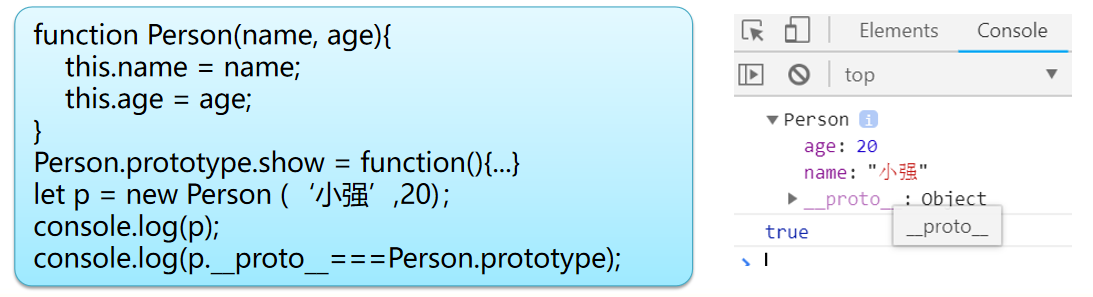 function Person(name, age){
this.name = name;
this.age = age;
}
Person.prototype.show = function(){...}
let p = new Person (‘小强’,20);
console.log(p);
console.log(p.__proto__===Person.prototype);
Elements Console
top
Person
age: 20
name: "小强"
__proto__: Object
__proto__
true